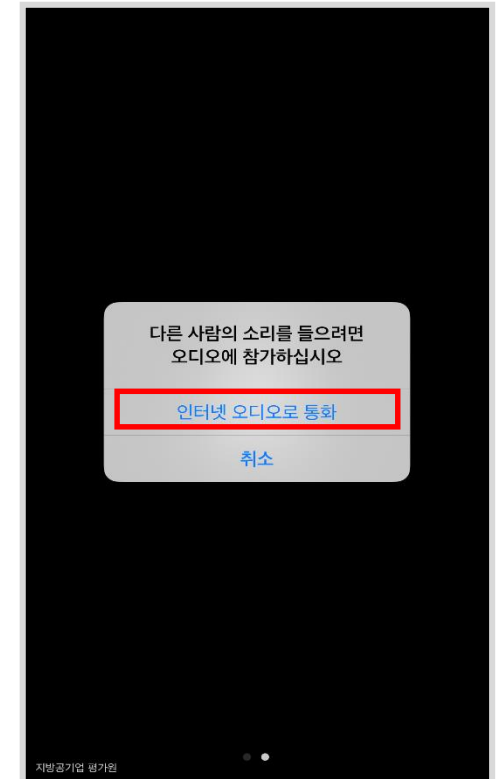 다른 사람의 소리를 들으려면
오디오에 참가하십시오
인터넷 오디오로 통화
취소
지방공기업 평가원